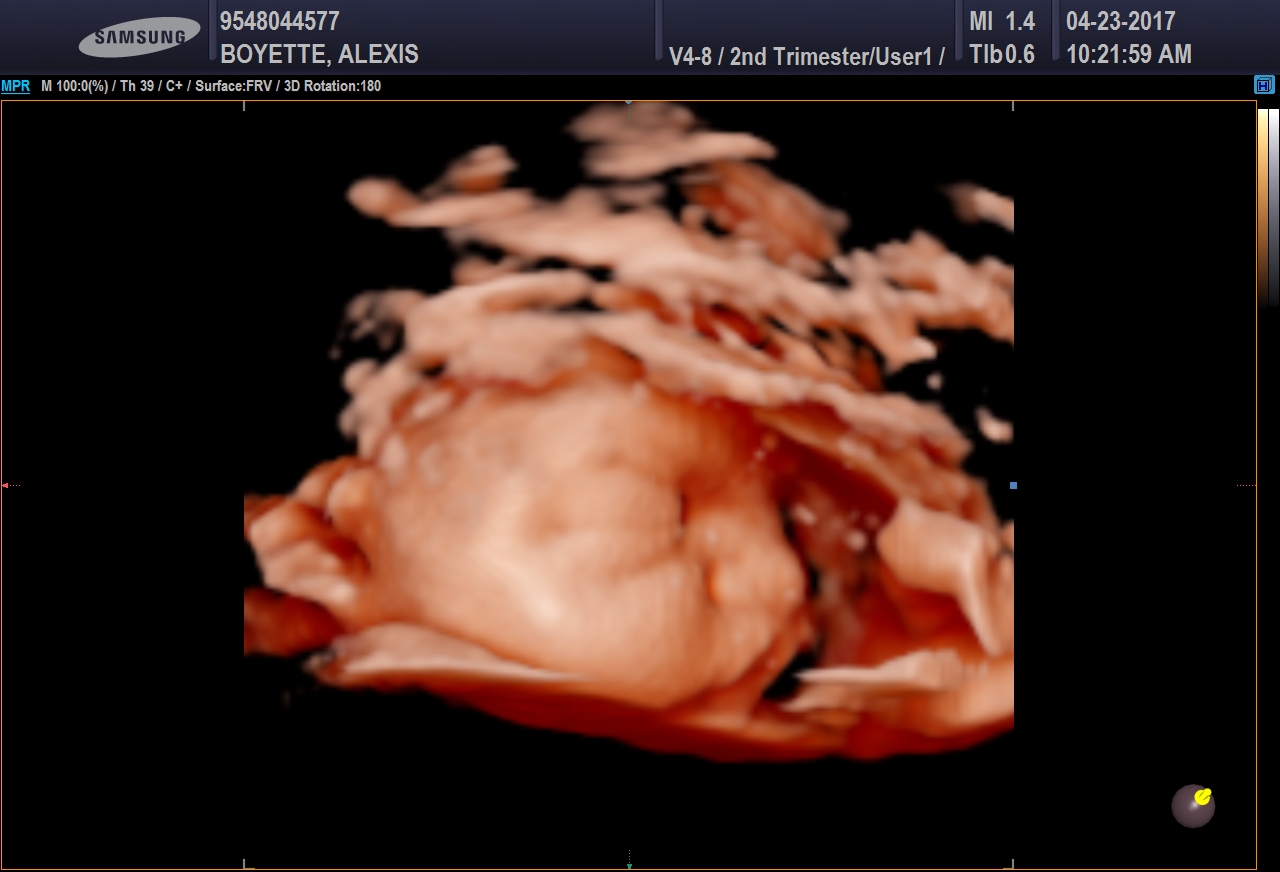 SAMSUNG
9548044577
BOYETTE, ALEXIS
V4-8 / 2nd Trimester/User1 /
MI 1.4
TIb 0.6
04-23-2017
10:21:59 AM
MPR M 100:0(%) / Th 39 / C+ / Surface:FRV / 3D Rotation:180
H